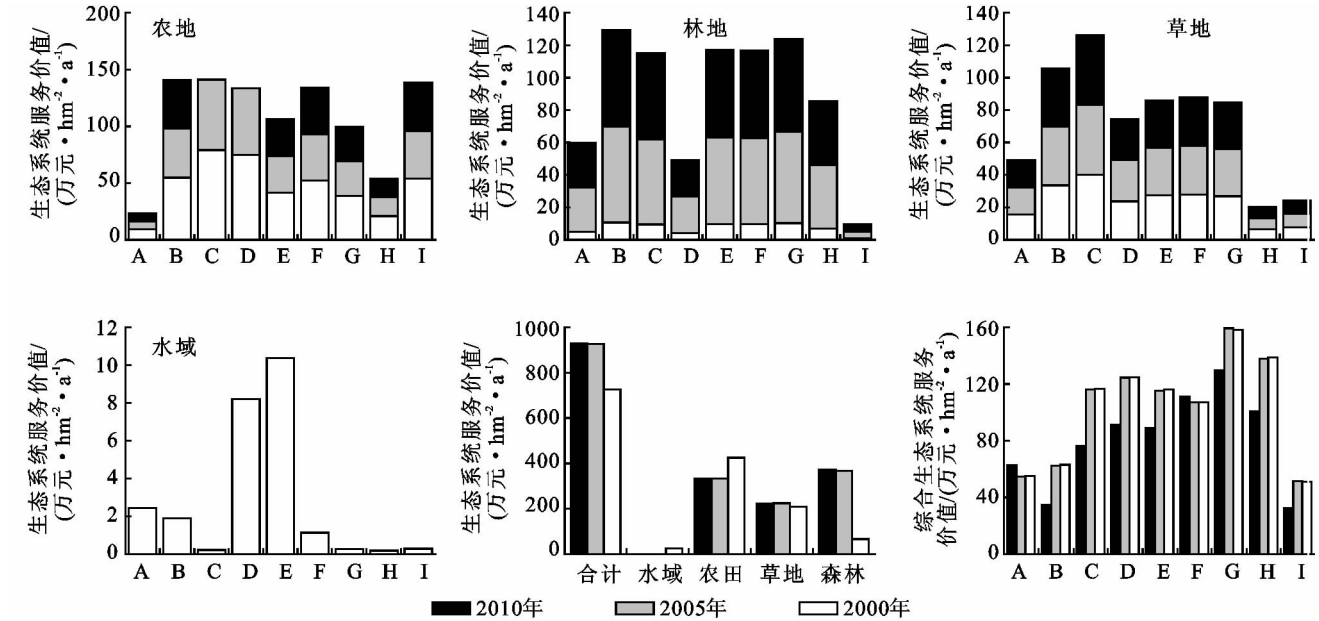 农地
生态系统服务价值/
(万元·hm⁻²·a⁻¹)
200
150
100
50
0
A B C D E F G H I
林地
生态系统服务价值/
(万元·hm⁻²·a⁻¹)
140
120
100
80
60
40
20
0
A B C D E F G H I
草地
生态系统服务价值/
(万元·hm⁻²·a⁻¹)
140
120
100
80
60
40
20
0
A B C D E F G H I
水域
生态系统服务价值/
(万元·hm⁻²·a⁻¹)
12
10
8
6
4
2
0
A B C D E F G H I
生态系统服务价值/
(万元·hm⁻²·a⁻¹)
1000
800
600
400
200
0
合计 水域 农田 草地 森林
综合生态系统服务
价值/(万元·hm⁻²·a⁻¹)
160
120
80
40
0
A B C D E F G H I
2010年 2005年 2000年